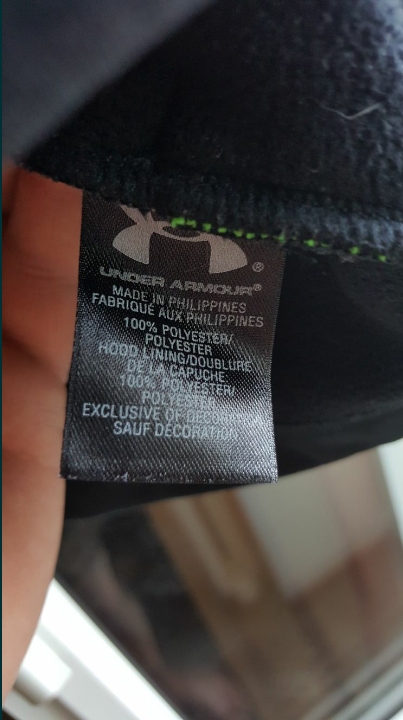 UNDER ARMOUR®
MADE IN PHILIPPINES
FABRIQUÉ AUX PHILIPPINES
100% POLYESTER/
POLYESTER
HOOD LINING/DOUBLURE
DE LA CAPUCHE
100% POLYESTER/
POLYESTER
EXCLUSIVE OF DECORATION
SAUF DÉCORATION